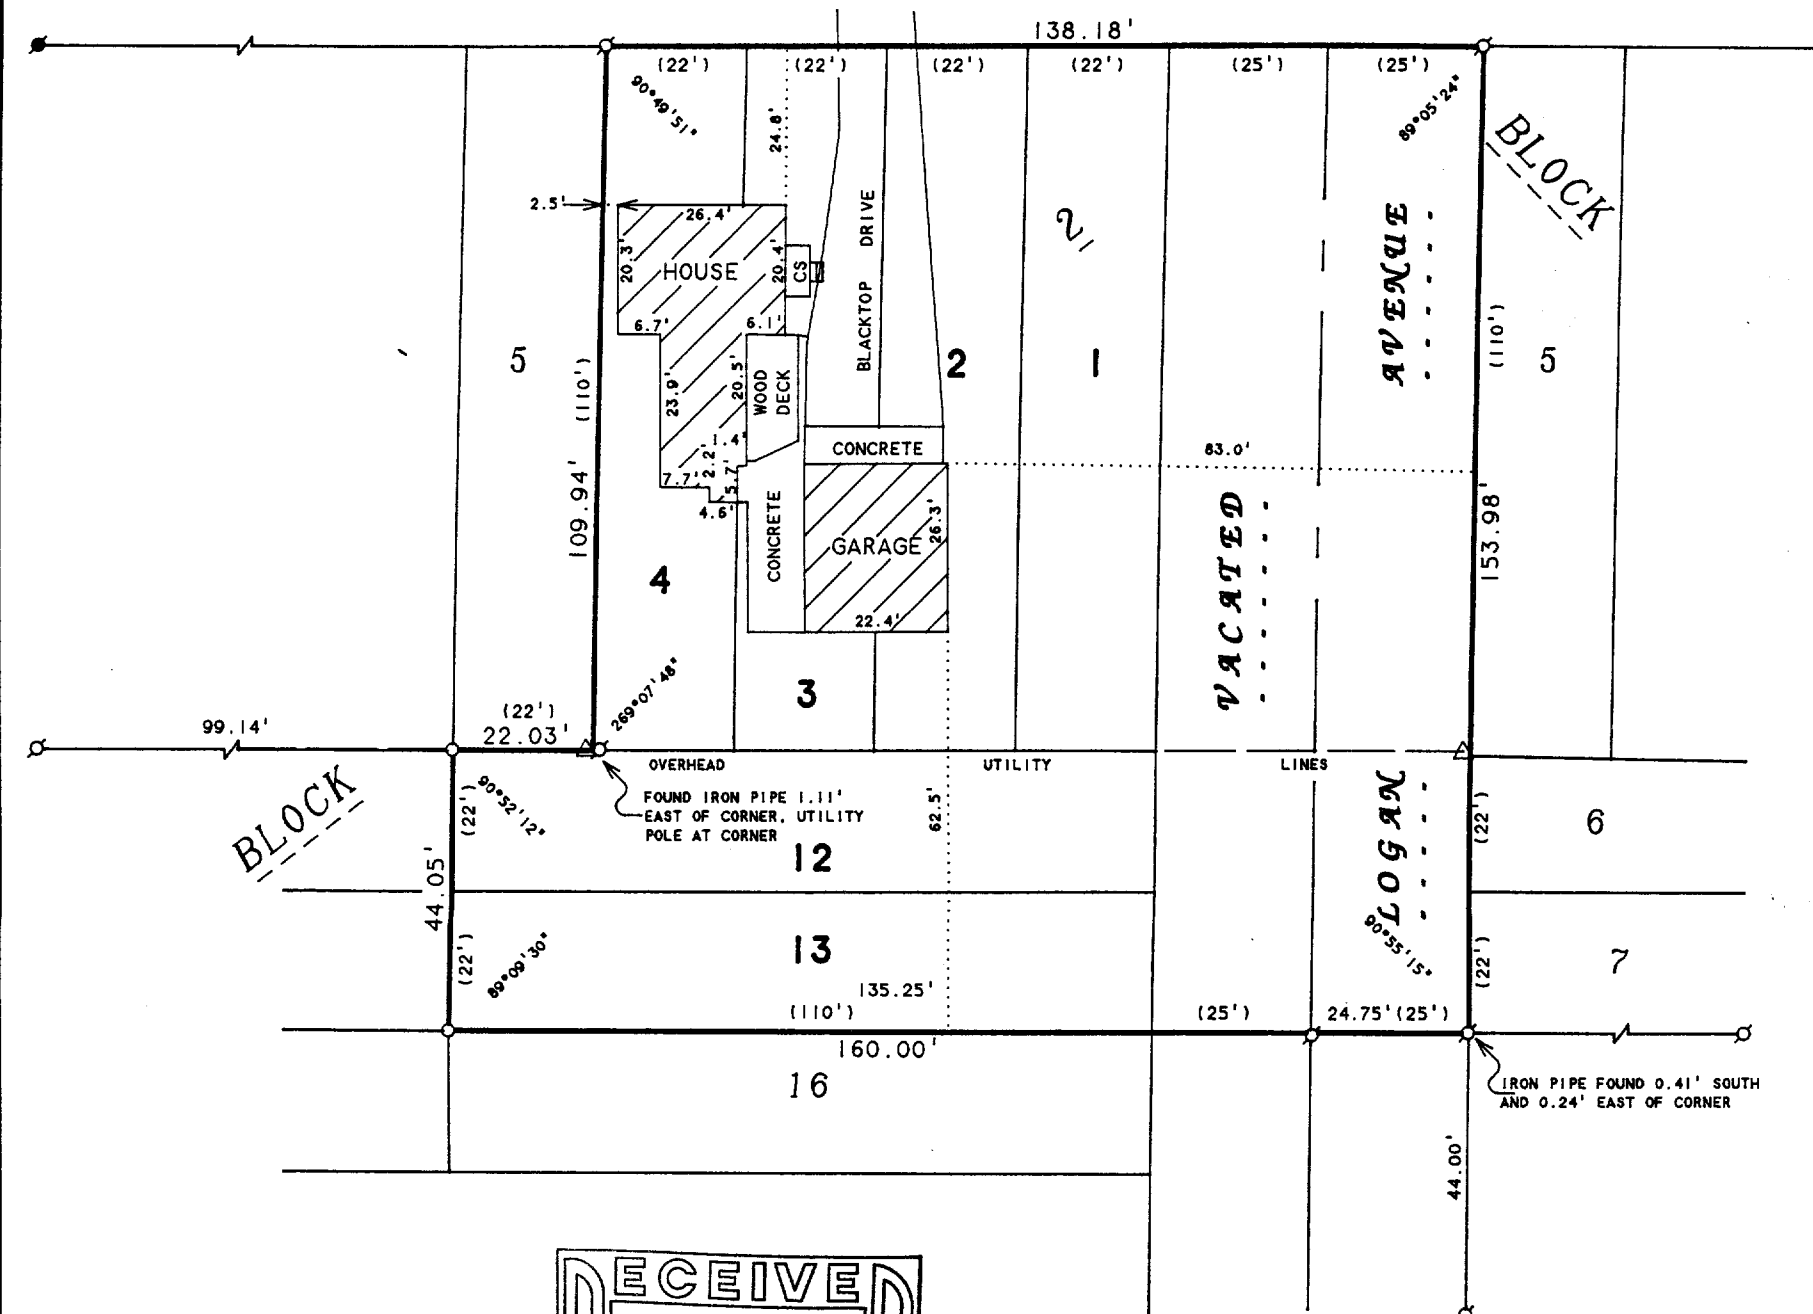 138.18'
(22')
(22')
(22')
(22')
(25')
(25')
90°49'51"
89°05'24"
24.8'
BLOCK
2.5'
26.4'
20.3'
HOUSE
20.4'
CS
BLACKTOP DRIVE
AVENUE
6.7'
6.1'
5
(110')
23.9'
20.5'
WOOD
DECK
2
1
(110')
5
1.4'
2.2'
5.7'
7.7'
4.6'
CONCRETE
83.0'
109.94'
CONCRETE
GARAGE
26.3'
22.4'
VACATED
153.98'
4
3
269°07'48"
99.14'
(22')
22.03'
OVERHEAD
UTILITY
LINES
BLOCK
(22')
90°52'12"
FOUND IRON PIPE 1.11'
EAST OF CORNER, UTILITY
POLE AT CORNER
62.5'
LOGAN
(22')
6
12
44.05'
(22')
89°09'30"
13
135.25'
(110')
160.00'
(25')
24.75'(25')
90°55'15"
(22')
7
16
IRON PIPE FOUND 0.41' SOUTH
AND 0.24' EAST OF CORNER
44.00'